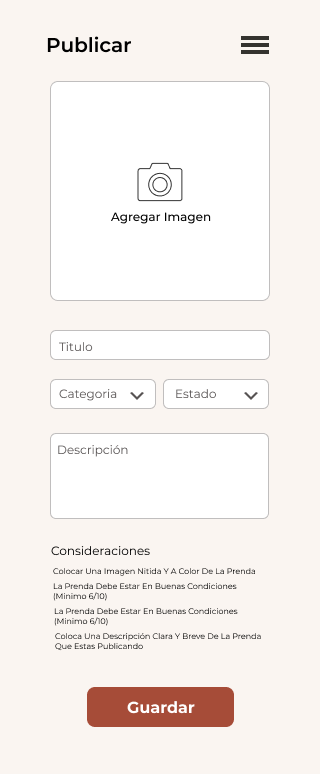 Publicar
Agregar Imagen
Titulo
Categoria
Estado
Descripción
Consideraciones
Colocar Una Imagen Nitida Y A Color De La Prenda
La Prenda Debe Estar En Buenas Condiciones
(Minimo 6/10)
La Prenda Debe Estar En Buenas Condiciones
(Minimo 6/10)
Coloca Una Descripción Clara Y Breve De La Prenda
Que Estas Publicando
Guardar